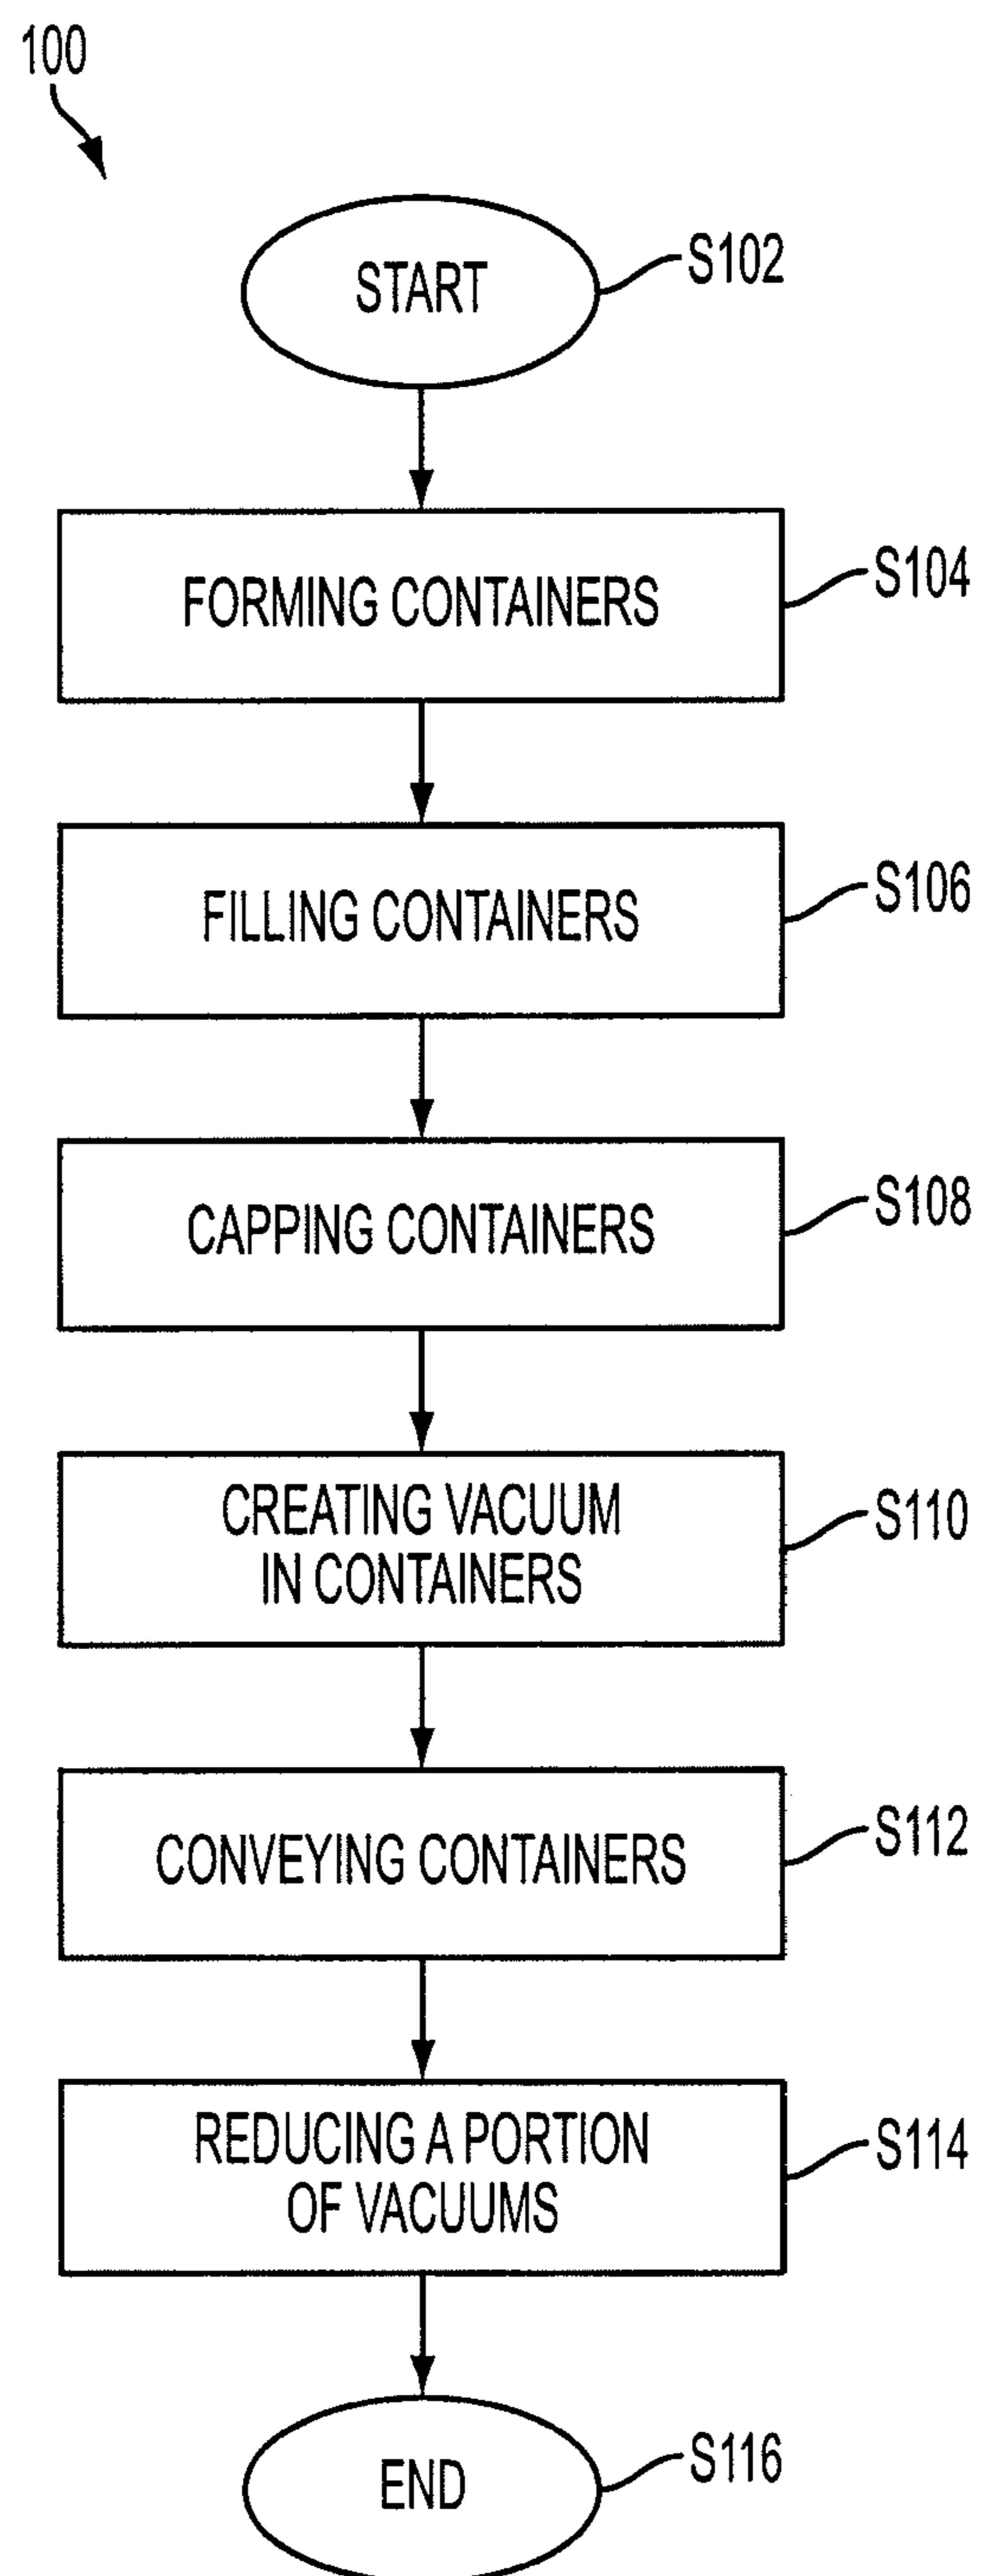 100
START
S102
FORMING CONTAINERS
S104
FILLING CONTAINERS
S106
CAPPING CONTAINERS
S108
CREATING VACUUM
IN CONTAINERS
S110
CONVEYING CONTAINERS
S112
REDUCING A PORTION
OF VACUUMS
S114
END
S116